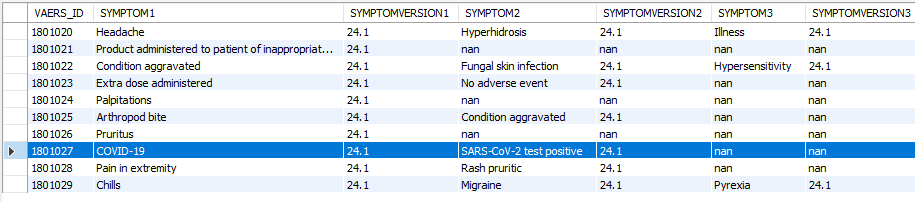 VAERS_ID SYMPTOM1 SYMPTOMVERSION1 SYMPTOM2 SYMPTOMVERSION2 SYMPTOM3 SYMPTOMVERSION3
1801020 Headache 24.1 Hyperhidrosis 24.1 Illness 24.1
1801021 Product administered to patient of inappropriat... 24.1 nan nan nan nan
1801022 Condition aggravated 24.1 Fungal skin infection 24.1 Hypersensitivity 24.1
1801023 Extra dose administered 24.1 No adverse event 24.1 nan nan
1801024 Palpitations 24.1 nan nan nan nan
1801025 Arthropod bite 24.1 Condition aggravated 24.1 nan nan
1801026 Pruritus 24.1 nan nan nan nan
1801027 COVID-19 24.1 SARS-CoV-2 test positive 24.1 nan nan
1801028 Pain in extremity 24.1 Rash pruritic 24.1 nan nan
1801029 Chills 24.1 Migraine 24.1 Pyrexia 24.1